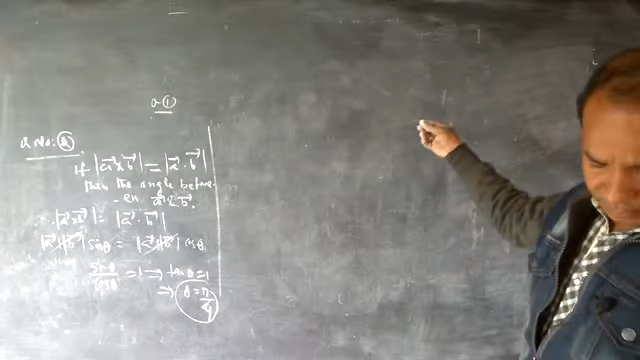 Q ①
Q No: ②
If |a⃗×b⃗| = |a⃗·b⃗|
then the angle betwe-
-en a⃗ & b⃗.
∴ |a⃗×b⃗| = |a⃗·b⃗|
|a⃗||b⃗| sinθ = |a⃗||b⃗| cosθ
sinθ/cosθ = 1 ⇒ tanθ = 1
⇒ θ = π/4